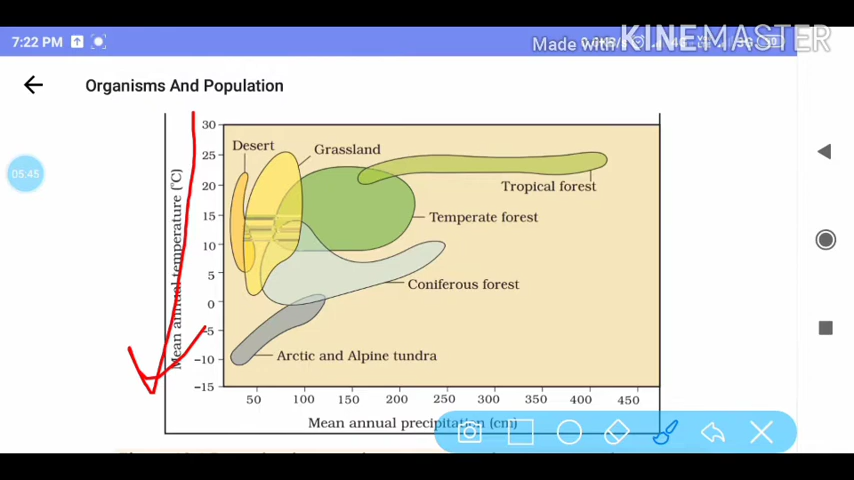 7:22 PM
Made with KINEMASTER
Organisms And Population
05:45
Mean annual temperature (°C)
30
25
20
15
10
5
0
-5
-10
-15
Desert
Grassland
Tropical forest
Temperate forest
Coniferous forest
Arctic and Alpine tundra
50 100 150 200 250 300 350 400 450
Mean annual precipitation (cm)